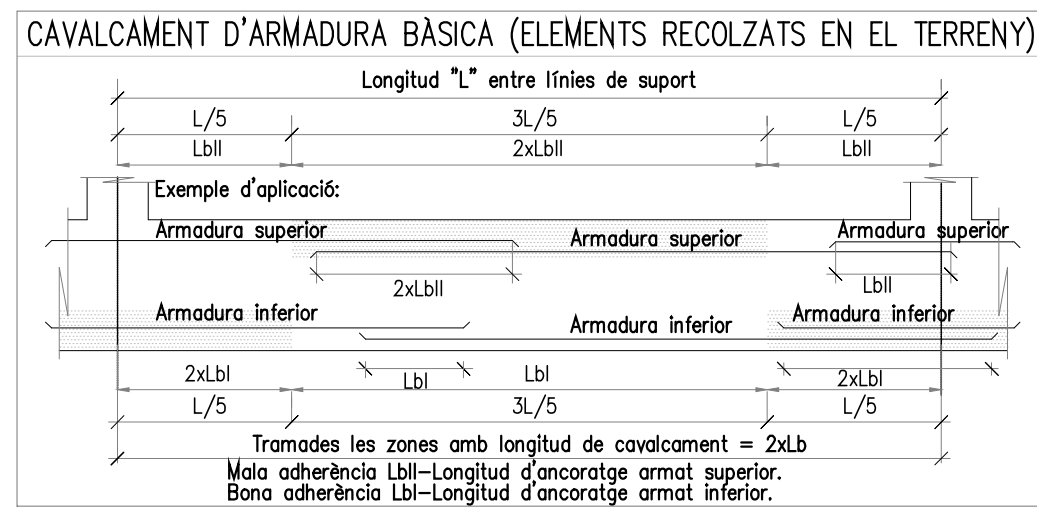 CAVALCAMENT D'ARMADURA BÀSICA (ELEMENTS RECOLZATS EN EL TERRENY)
Longitud "L" entre línies de suport
L/5 3L/5 L/5
LbII 2xLbII LbII
Exemple d'aplicació:
Armadura superior Armadura superior Armadura superior
2xLbII LbII
Armadura inferior Armadura inferior Armadura inferior
2xLbI LbI LbI 2xLbI
L/5 3L/5 L/5
Tramades les zones amb longitud de cavalcament = 2xLb
Mala adherència LbII-Longitud d'ancoratge armat superior.
Bona adherència LbI-Longitud d'ancoratge armat inferior.